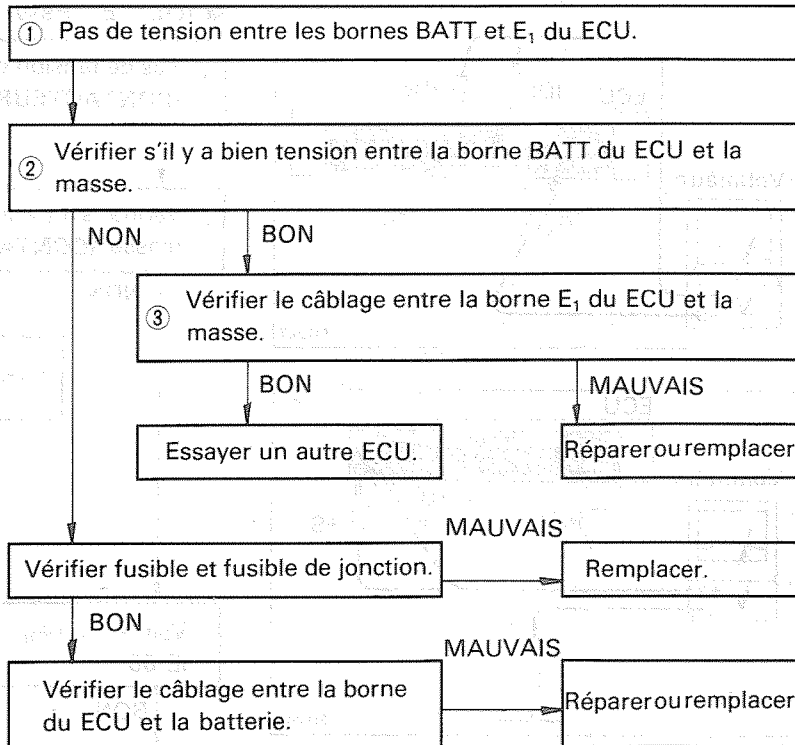 ① Pas de tension entre les bornes BATT et E₁ du ECU.
② Vérifier s'il y a bien tension entre la borne BATT du ECU et la
masse.
NON
BON
③ Vérifier le câblage entre la borne E₁ du ECU et la
masse.
BON
MAUVAIS
Essayer un autre ECU.
Réparer ou remplacer
MAUVAIS
Vérifier fusible et fusible de jonction.
Remplacer.
BON
MAUVAIS
Vérifier le câblage entre la borne
du ECU et la batterie.
Réparer ou remplacer